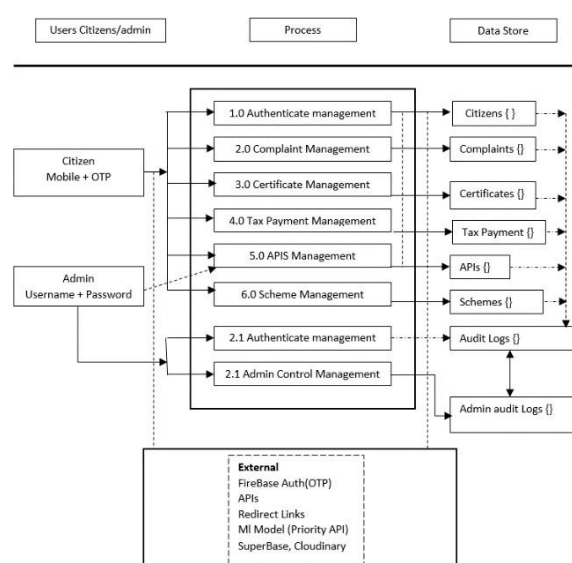 Users Citizens/admin
Process
Data Store
1.0 Authenticate management
Citizens { }
2.0 Complaint Management
Complaints {}
Citizen
Mobile + OTP
3.0 Certificate Management
Certificates {}
4.0 Tax Payment Management
Tax Payment {}
5.0 APIS Management
APIs {}
Admin
Username + Password
6.0 Scheme Management
Schemes {}
2.1 Authenticate management
Audit Logs {}
2.1 Admin Control Management
Admin audit Logs {}
External
FireBase Auth(OTP)
APIs
Redirect Links
Ml Model (Priority API)
SuperBase, Cloudinary